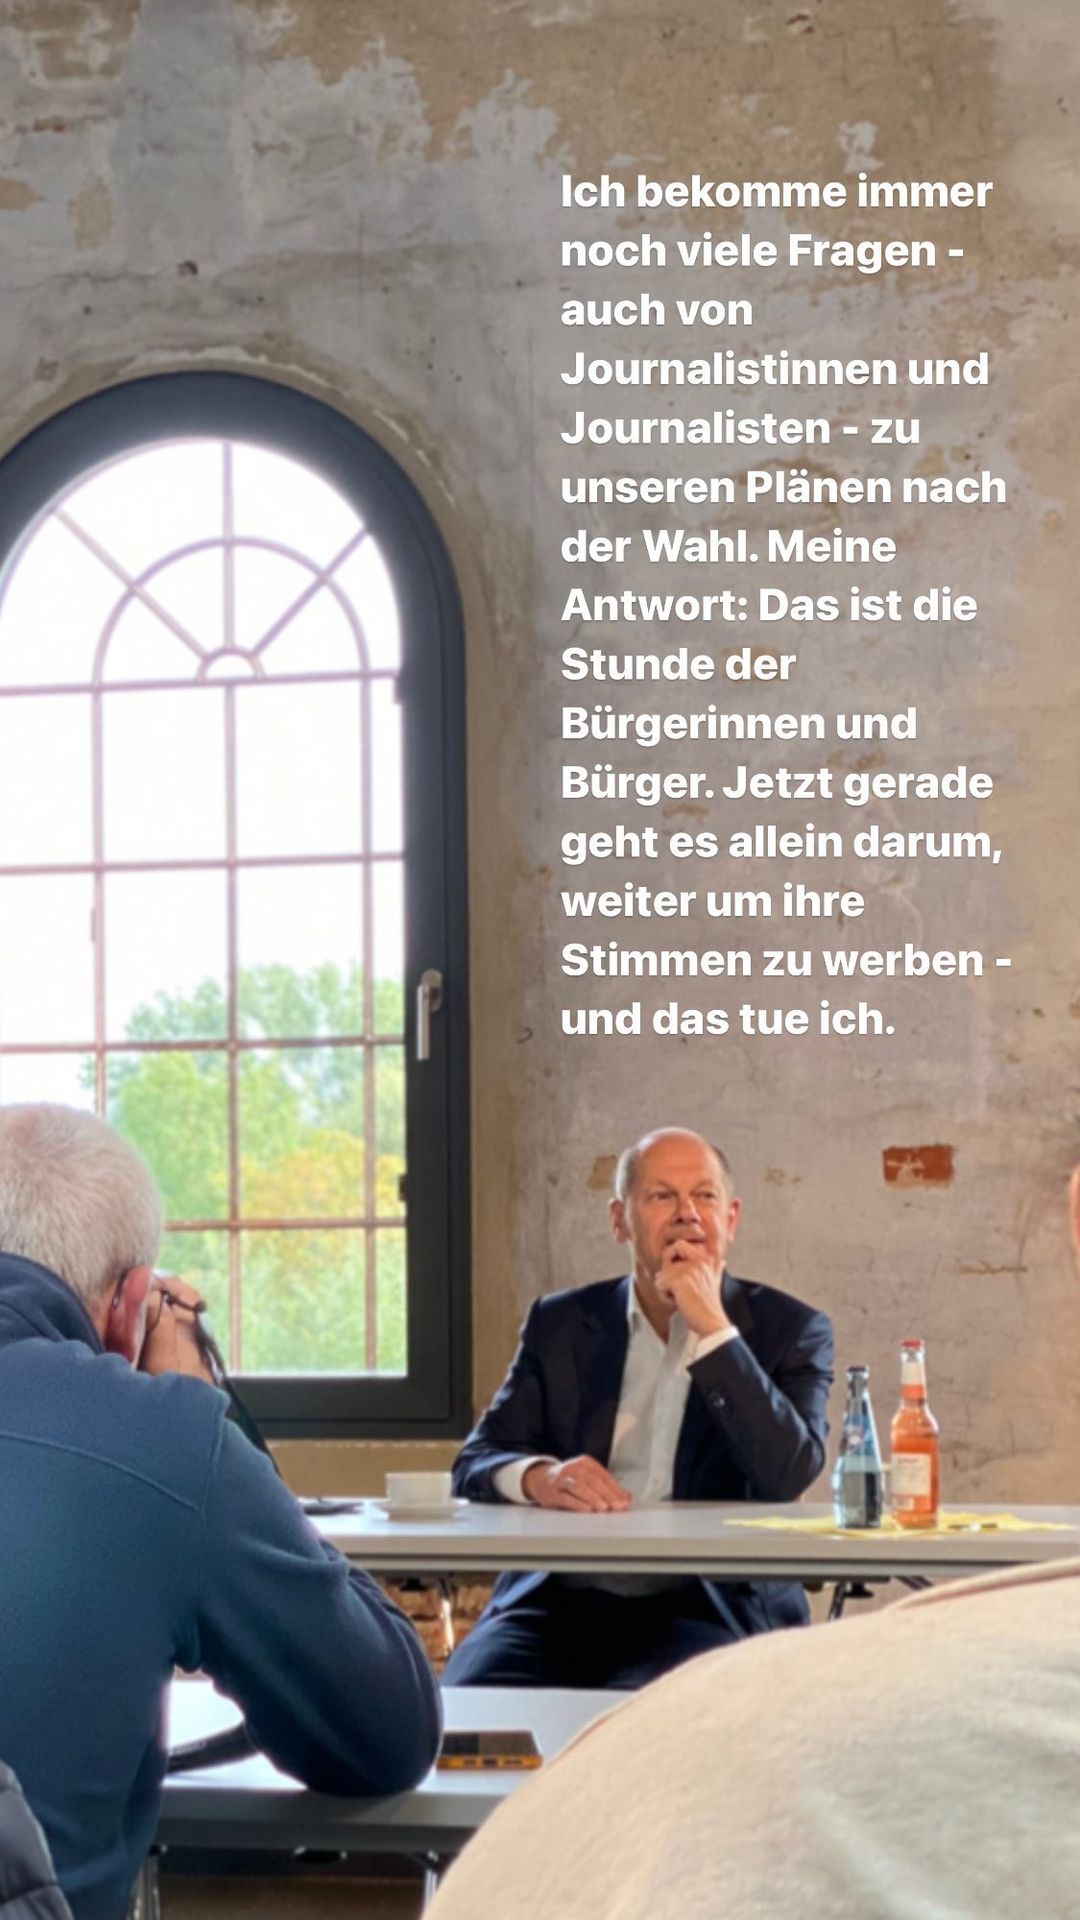 Ich bekomme immer
noch viele Fragen -
auch von
Journalistinnen und
Journalisten - zu
unseren Plänen nach
der Wahl. Meine
Antwort: Das ist die
Stunde der
Bürgerinnen und
Bürger. Jetzt gerade
geht es allein darum,
weiter um ihre
Stimmen zu werben -
und das tue ich.